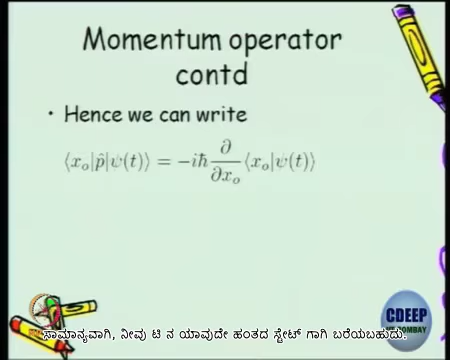 Momentum operator
contd
• Hence we can write
⟨x₀|p̂|ψ(t)⟩ = −iℏ ∂/∂x₀ ⟨x₀|ψ(t)⟩
ಸಾಮಾನ್ಯವಾಗಿ, ನೀವು ಟಿ ನ ಯಾವುದೇ ಹಂತದ ಸ್ಟೇಟ್ ಗಾಗಿ ಬರೆಯಬಹುದು.
CDEEP
IIT BOMBAY